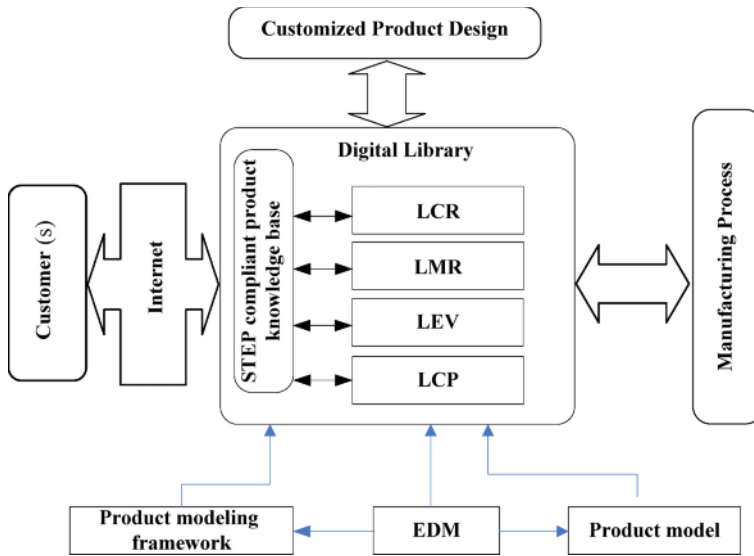 Customized Product Design
Digital Library
Customer (s)
Internet
STEP compliant product
knowledge base
LCR
LMR
LEV
LCP
Manufacturing Process
Product modeling
framework
EDM
Product model